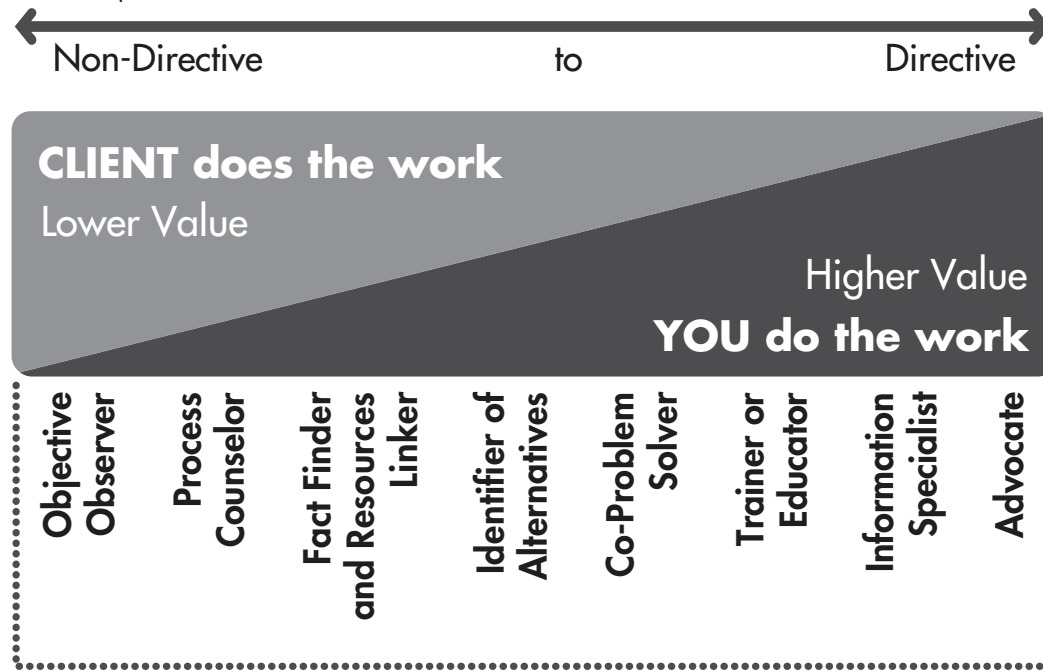 Non-Directive to Directive
CLIENT does the work
Lower Value
Higher Value
YOU do the work
Objective
Observer
Process
Counselor
Fact Finder
and Resources
Linker
Identifier of
Alternatives
Co-Problem
Solver
Trainer or
Educator
Information
Specialist
Advocate